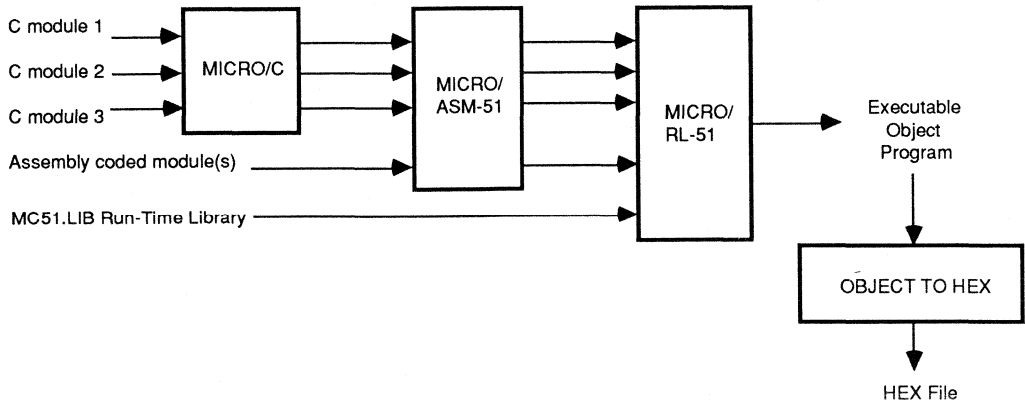 C module 1
C module 2
C module 3
Assembly coded module(s)
MC51.LIB Run-Time Library
MICRO/C
MICRO/
ASM-51
MICRO/
RL-51
Executable
Object
Program
OBJECT TO HEX
HEX File